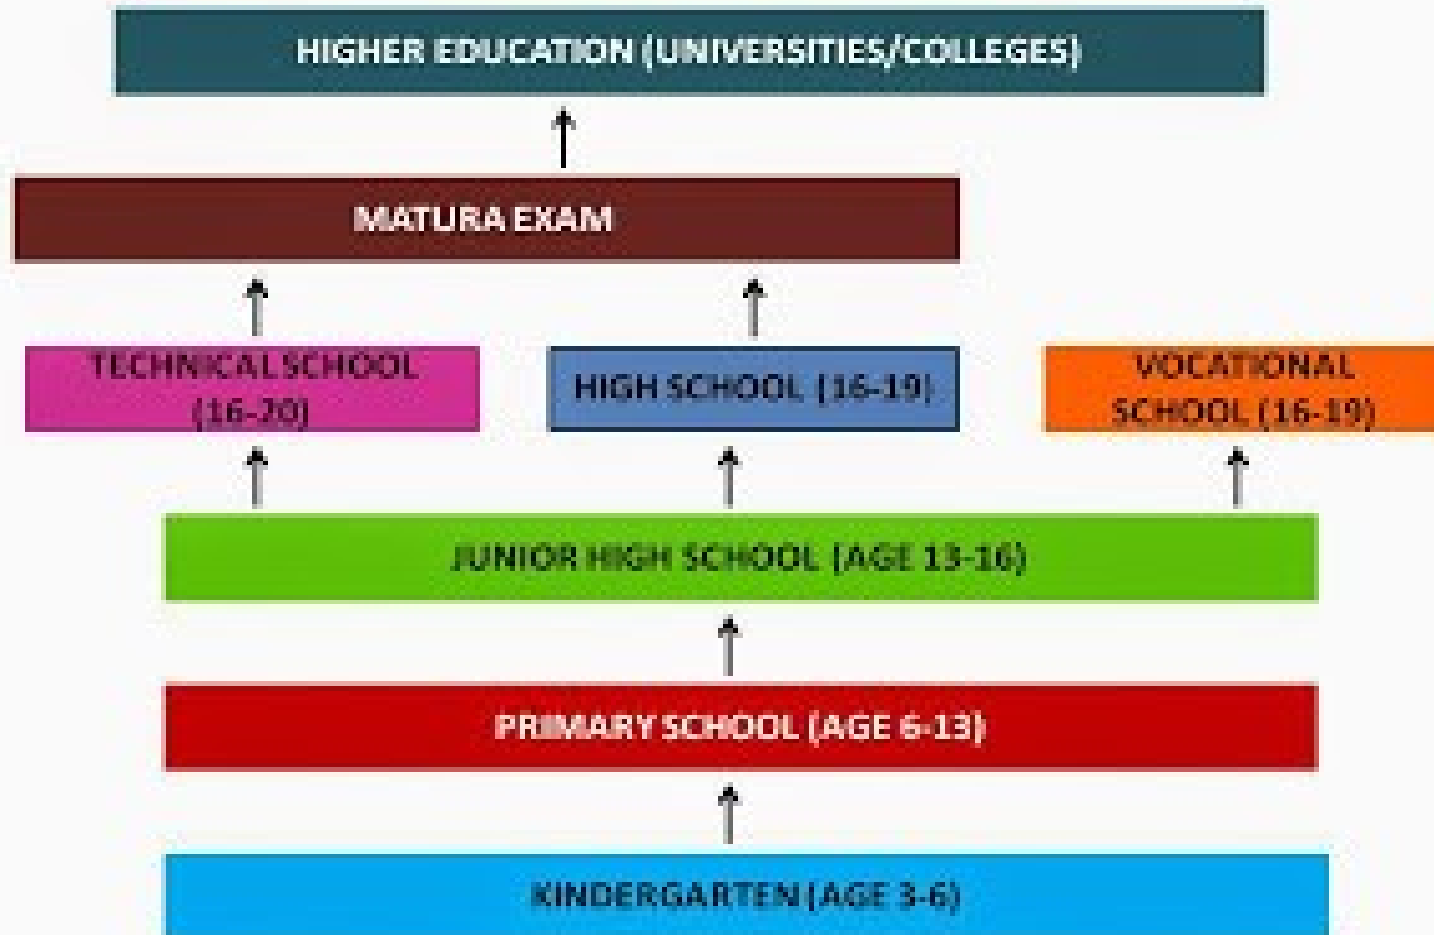 HIGHER EDUCATION (UNIVERSITIES/COLLEGES)
MATURA EXAM
TECHNICAL SCHOOL
(16-20)
HIGH SCHOOL (16-19)
VOCATIONAL
SCHOOL (16-19)
JUNIOR HIGH SCHOOL (AGE 13-16)
PRIMARY SCHOOL (AGE 6-13)
KINDERGARTEN (AGE 3-6)